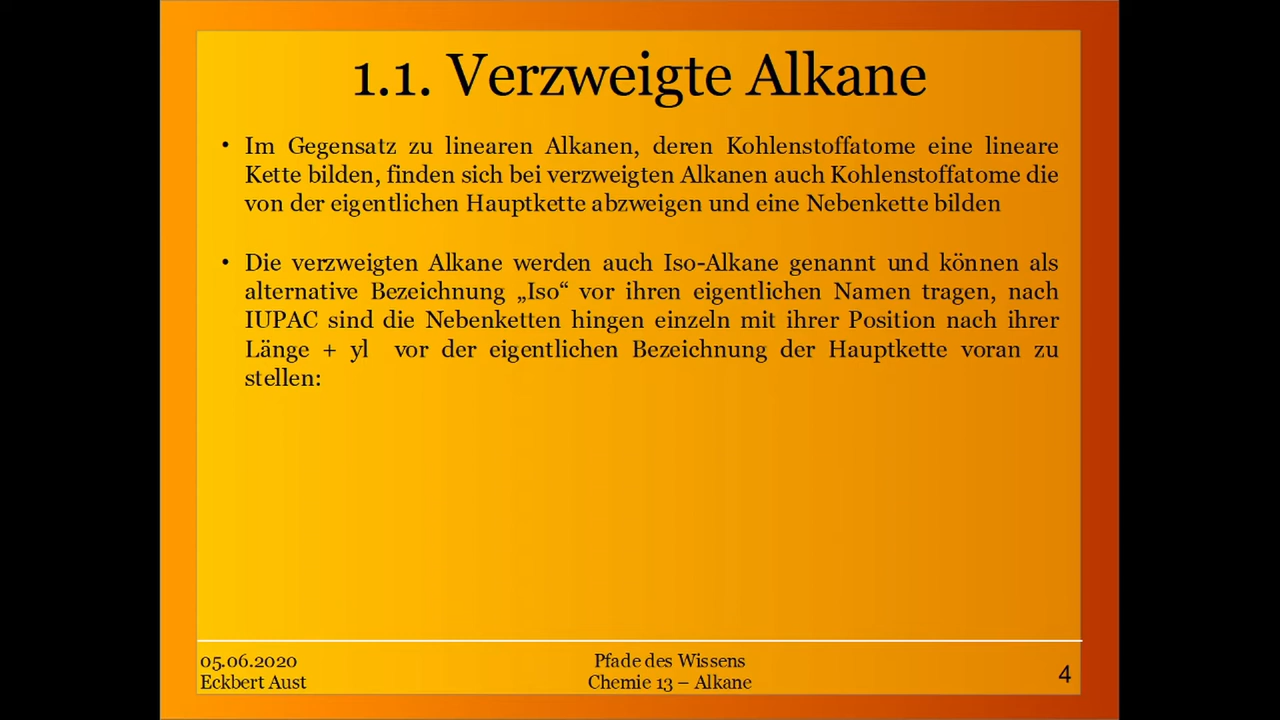 1.1. Verzweigte Alkane
• Im Gegensatz zu linearen Alkanen, deren Kohlenstoffatome eine lineare
Kette bilden, finden sich bei verzweigten Alkanen auch Kohlenstoffatome die
von der eigentlichen Hauptkette abzweigen und eine Nebenkette bilden
• Die verzweigten Alkane werden auch Iso-Alkane genannt und können als
alternative Bezeichnung „Iso“ vor ihren eigentlichen Namen tragen, nach
IUPAC sind die Nebenketten hingen einzeln mit ihrer Position nach ihrer
Länge + yl vor der eigentlichen Bezeichnung der Hauptkette voran zu
stellen:
05.06.2020
Eckbert Aust
Pfade des Wissens
Chemie 13 – Alkane
4